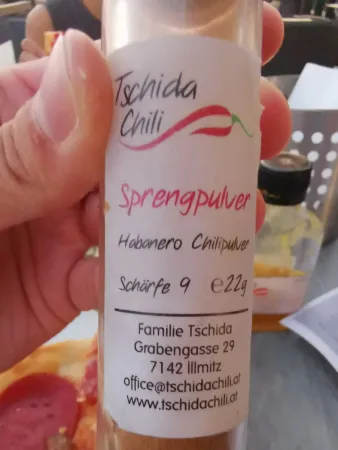 Tschida
Chili
Sprengpulver
Habanero Chilipulver
Schärfe 9 ℮22g
Familie Tschida
Grabengasse 29
7142 Illmitz
office@tschidachili.at
www.tschidachili.at